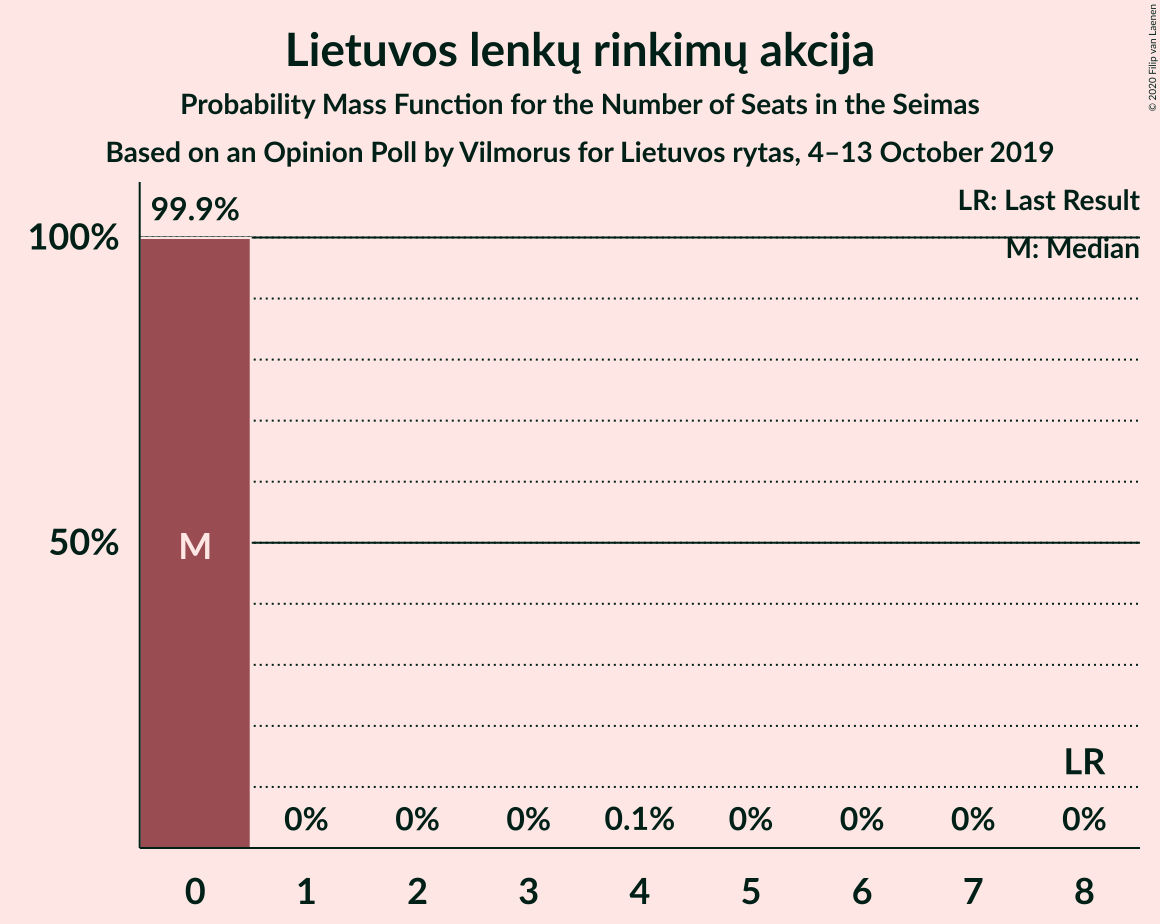 Lietuvos lenkų rinkimų akcija
Probability Mass Function for the Number of Seats in the Seimas
Based on an Opinion Poll by Vilmorus for Lietuvos rytas, 4–13 October 2019
© 2020 Filip van Laenen
LR: Last Result
M: Median
99.9%
100%
50%
M
LR
0% 0% 0% 0.1% 0% 0% 0% 0%
0 1 2 3 4 5 6 7 8